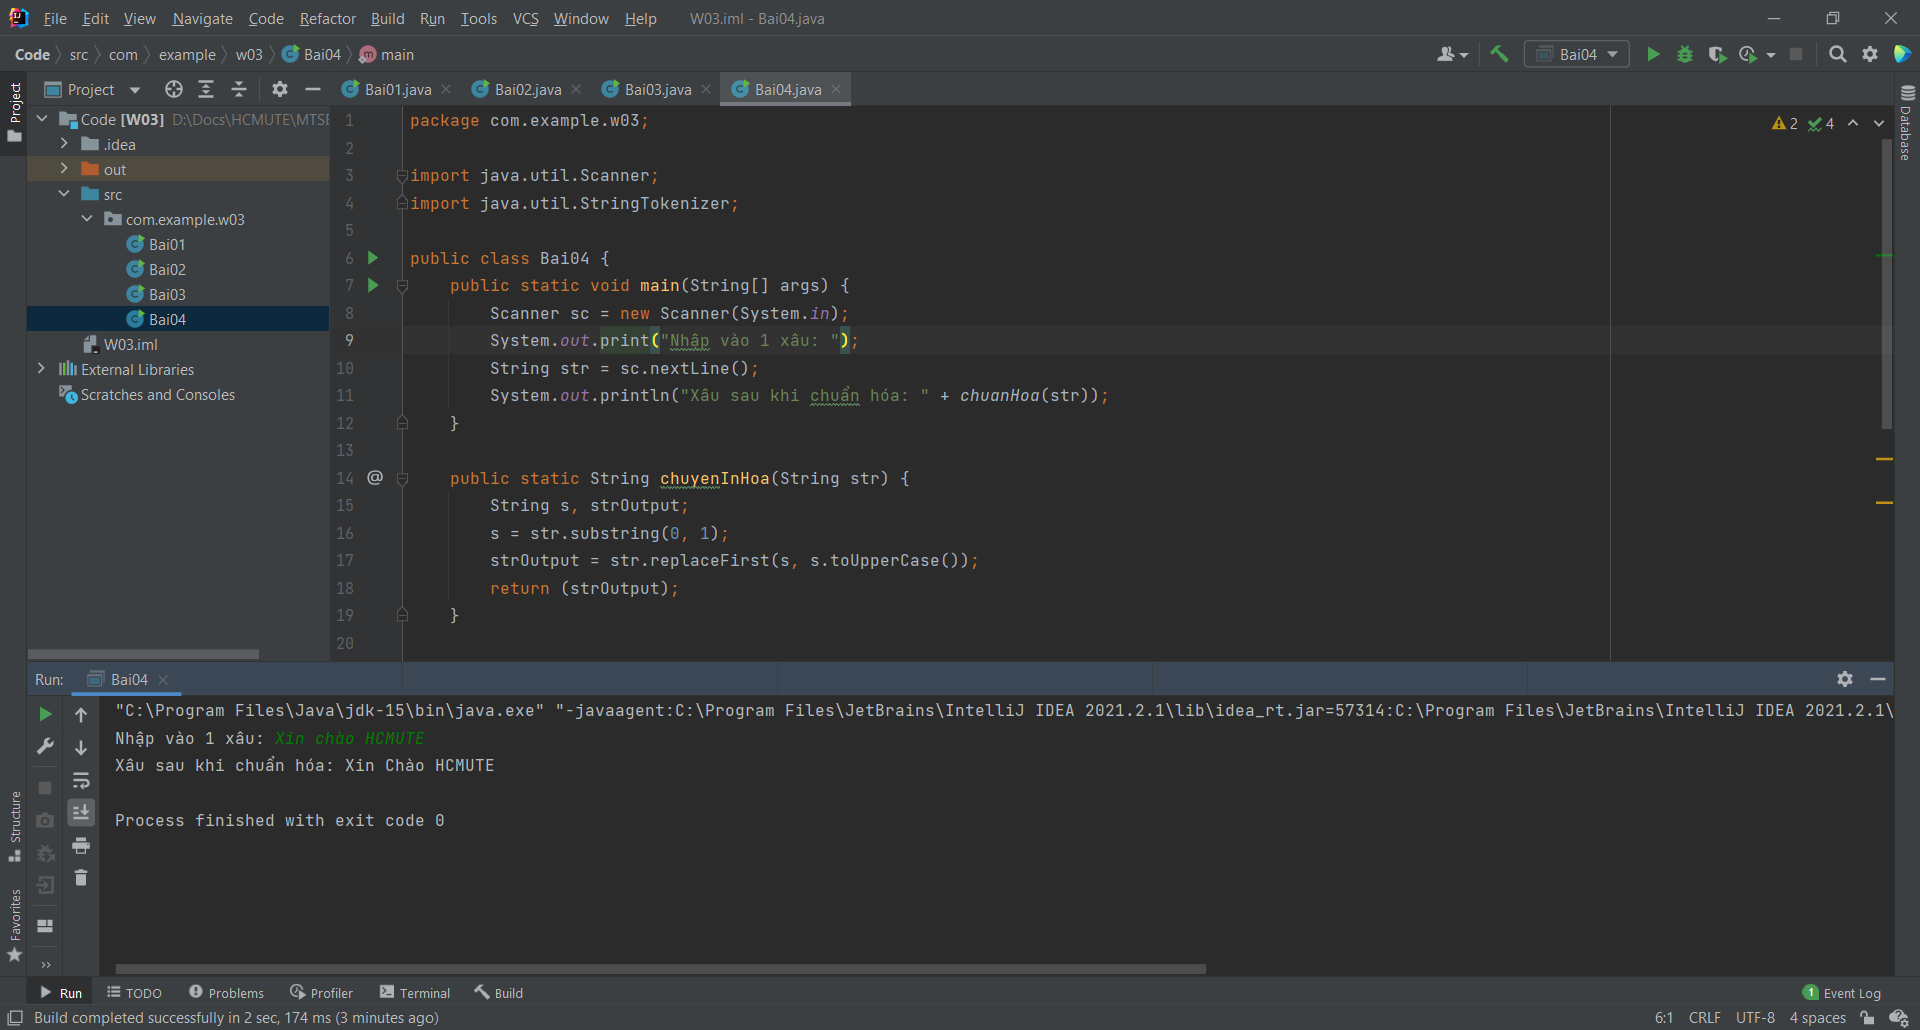 File Edit View Navigate Code Refactor Build Run Tools VCS Window Help W03.iml - Bai04.java
Code src com example w03 Bai04 main Bai04
Project Bai01.java Bai02.java Bai03.java Bai04.java
Project
Database
Code [W03] D:\Docs\HCMUTE\MTSE
.idea
out
src
com.example.w03
Bai01
Bai02
Bai03
Bai04
W03.iml
External Libraries
Scratches and Consoles
2 4
1 package com.example.w03;
2
3 import java.util.Scanner;
4 import java.util.StringTokenizer;
5
6 public class Bai04 {
7 public static void main(String[] args) {
8 Scanner sc = new Scanner(System.in);
9 System.out.print("Nhập vào 1 xâu: ");
10 String str = sc.nextLine();
11 System.out.println("Xâu sau khi chuẩn hóa: " + chuanHoa(str));
12 }
13
14 @ public static String chuyenInHoa(String str) {
15 String s, strOutput;
16 s = str.substring(0, 1);
17 strOutput = str.replaceFirst(s, s.toUpperCase());
18 return (strOutput);
19 }
20
Run: Bai04
"C:\Program Files\Java\jdk-15\bin\java.exe" "-javaagent:C:\Program Files\JetBrains\IntelliJ IDEA 2021.2.1\lib\idea_rt.jar=57314:C:\Program Files\JetBrains\IntelliJ IDEA 2021.2.1\
Nhập vào 1 xâu: Xin chào HCMUTE
Xâu sau khi chuẩn hóa: Xin Chào HCMUTE
Process finished with exit code 0
Structure
Favorites
Run TODO Problems Profiler Terminal Build 1 Event Log
Build completed successfully in 2 sec, 174 ms (3 minutes ago) 6:1 CRLF UTF-8 4 spaces